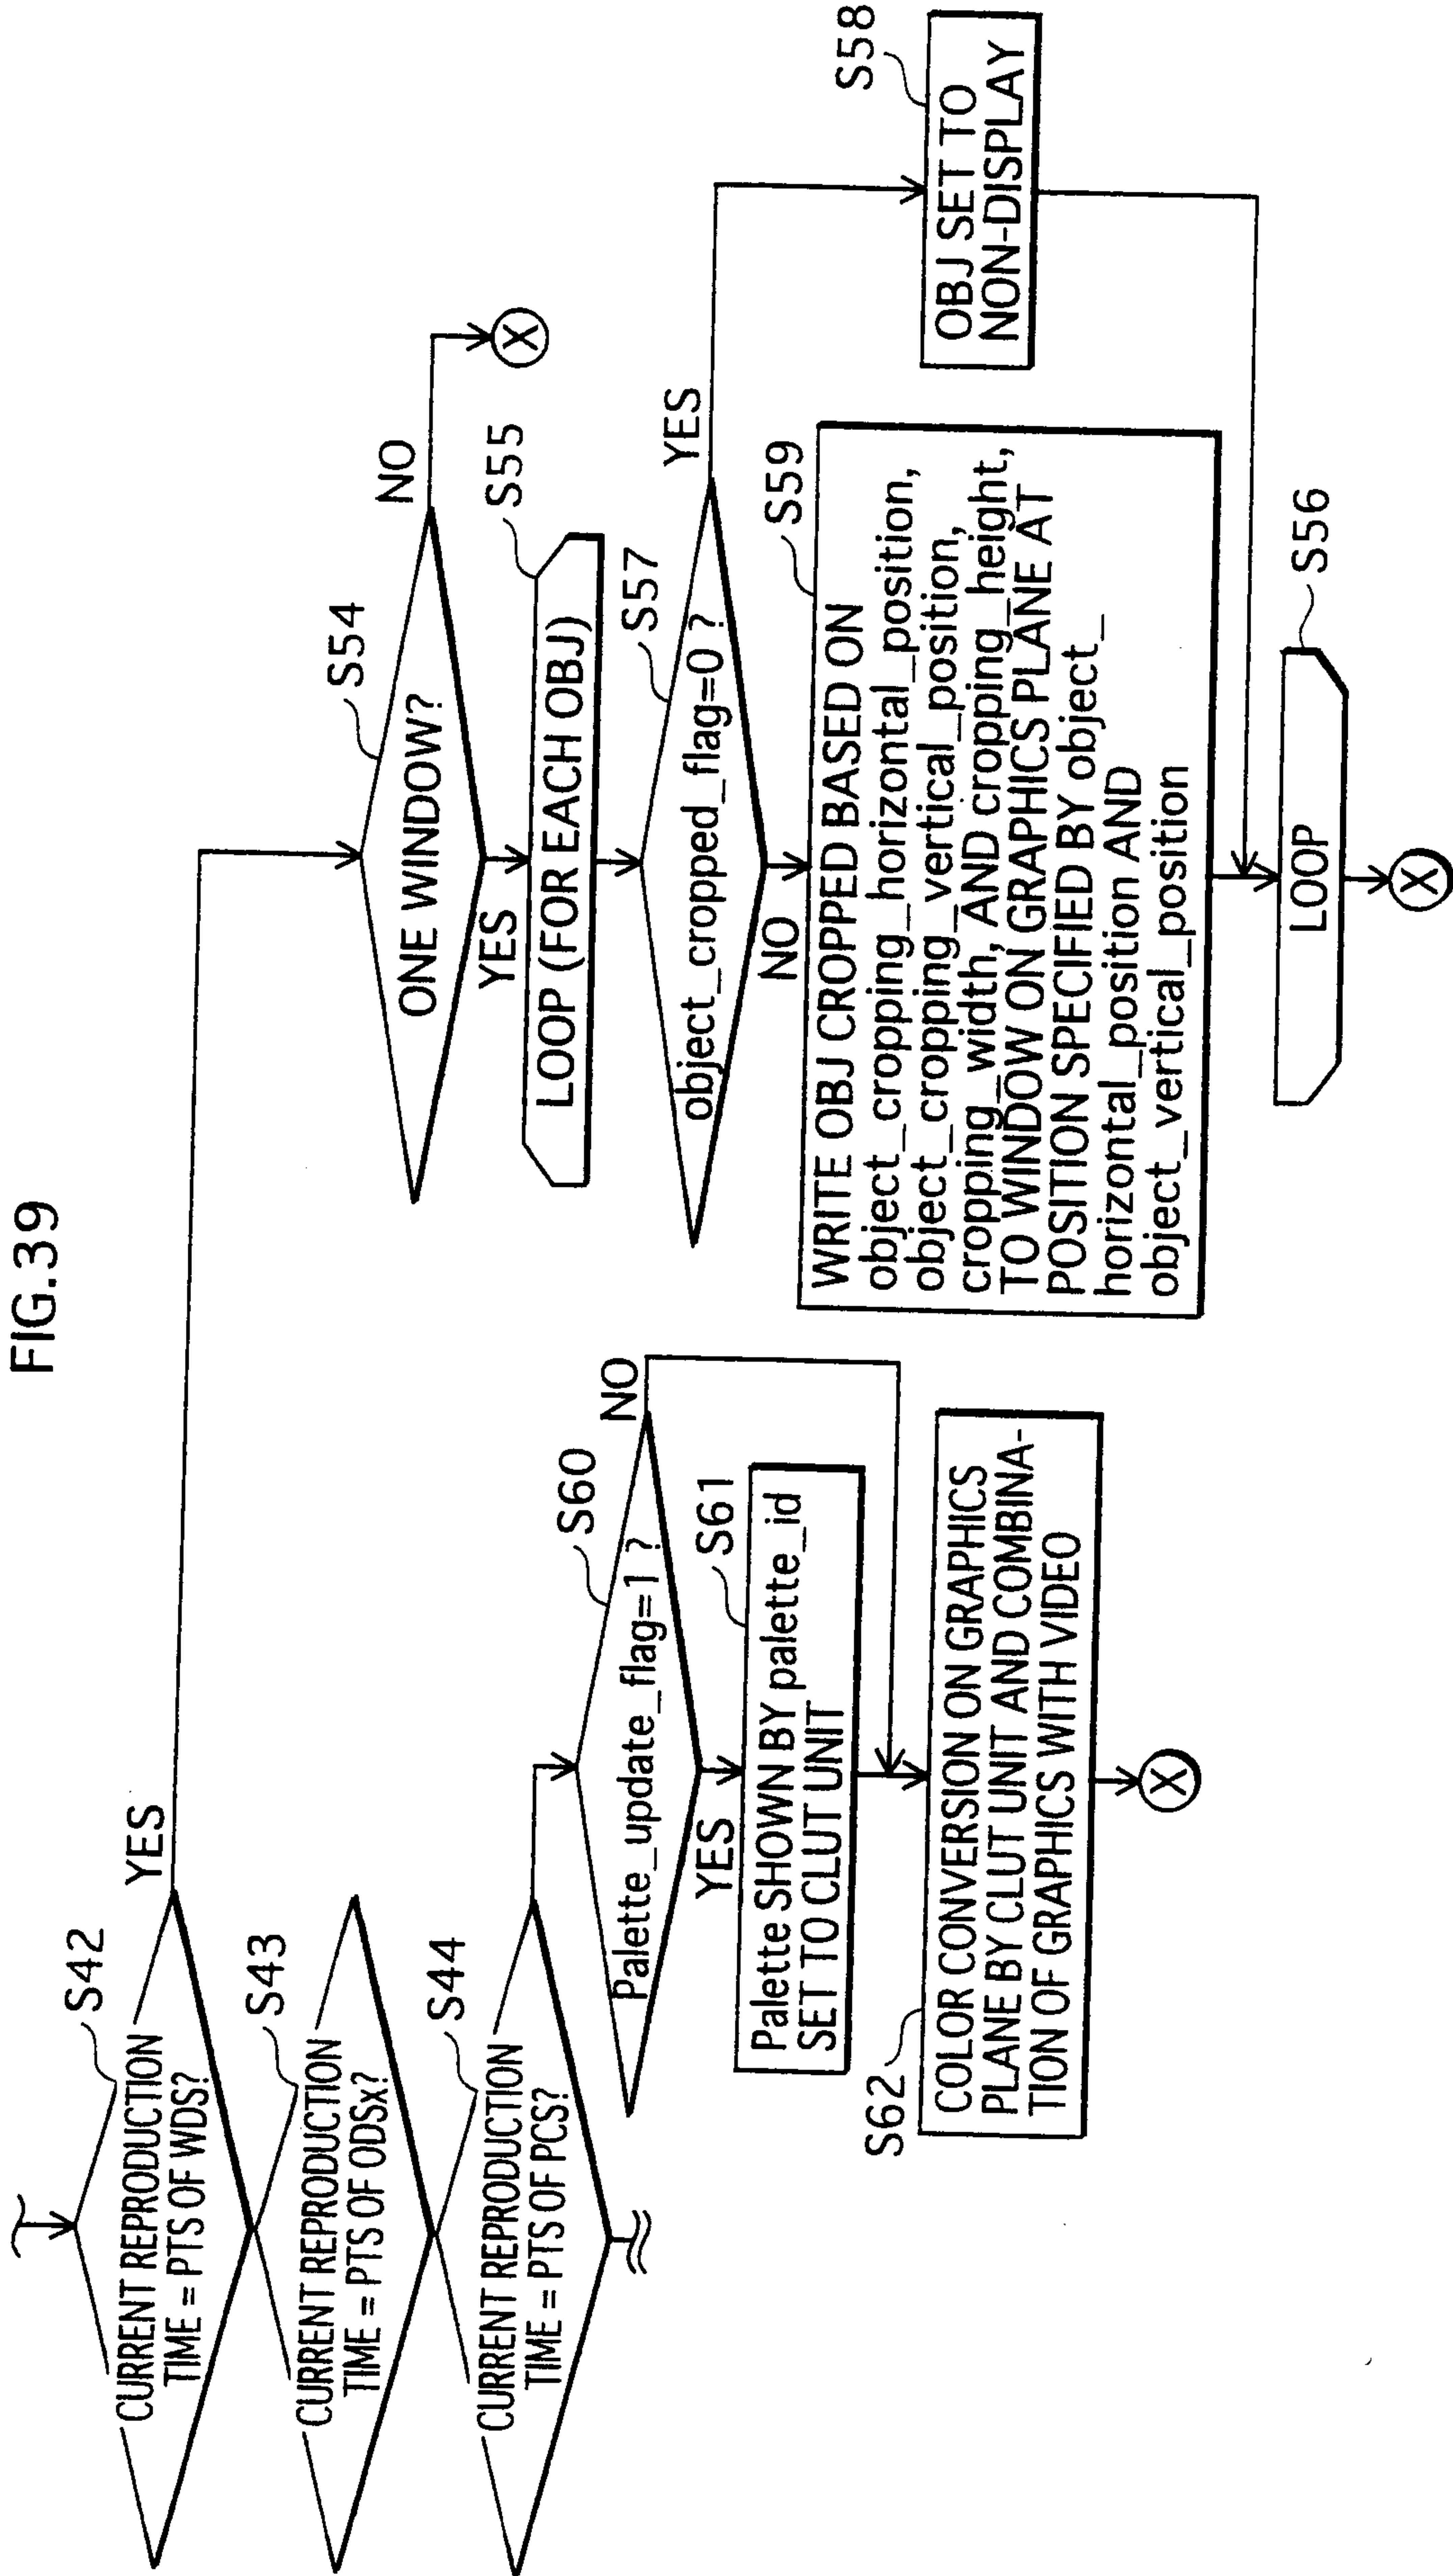 FIG.39
S42
CURRENT REPRODUCTION
TIME = PTS OF WDS?
YES
S43
CURRENT REPRODUCTION
TIME = PTS OF ODSx?
S44
CURRENT REPRODUCTION
TIME = PTS OF PCS?
S60
Palette_update_flag=1 ?
NO
YES
S61
Palette SHOWN BY palette_id
SET TO CLUT UNIT
S62
COLOR CONVERSION ON GRAPHICS
PLANE BY CLUT UNIT AND COMBINA-
TION OF GRAPHICS WITH VIDEO
X
S54
ONE WINDOW?
NO
X
YES
S55
LOOP (FOR EACH OBJ)
S57
object_cropped_flag=0 ?
YES
NO
S58
OBJ SET TO
NON-DISPLAY
S59
WRITE OBJ CROPPED BASED ON
object_cropping_horizontal_position,
object_cropping_vertical_position,
cropping_width, AND cropping_height,
TO WINDOW ON GRAPHICS PLANE AT
POSITION SPECIFIED BY object_
horizontal_position AND
object_vertical_position
S56
LOOP
X